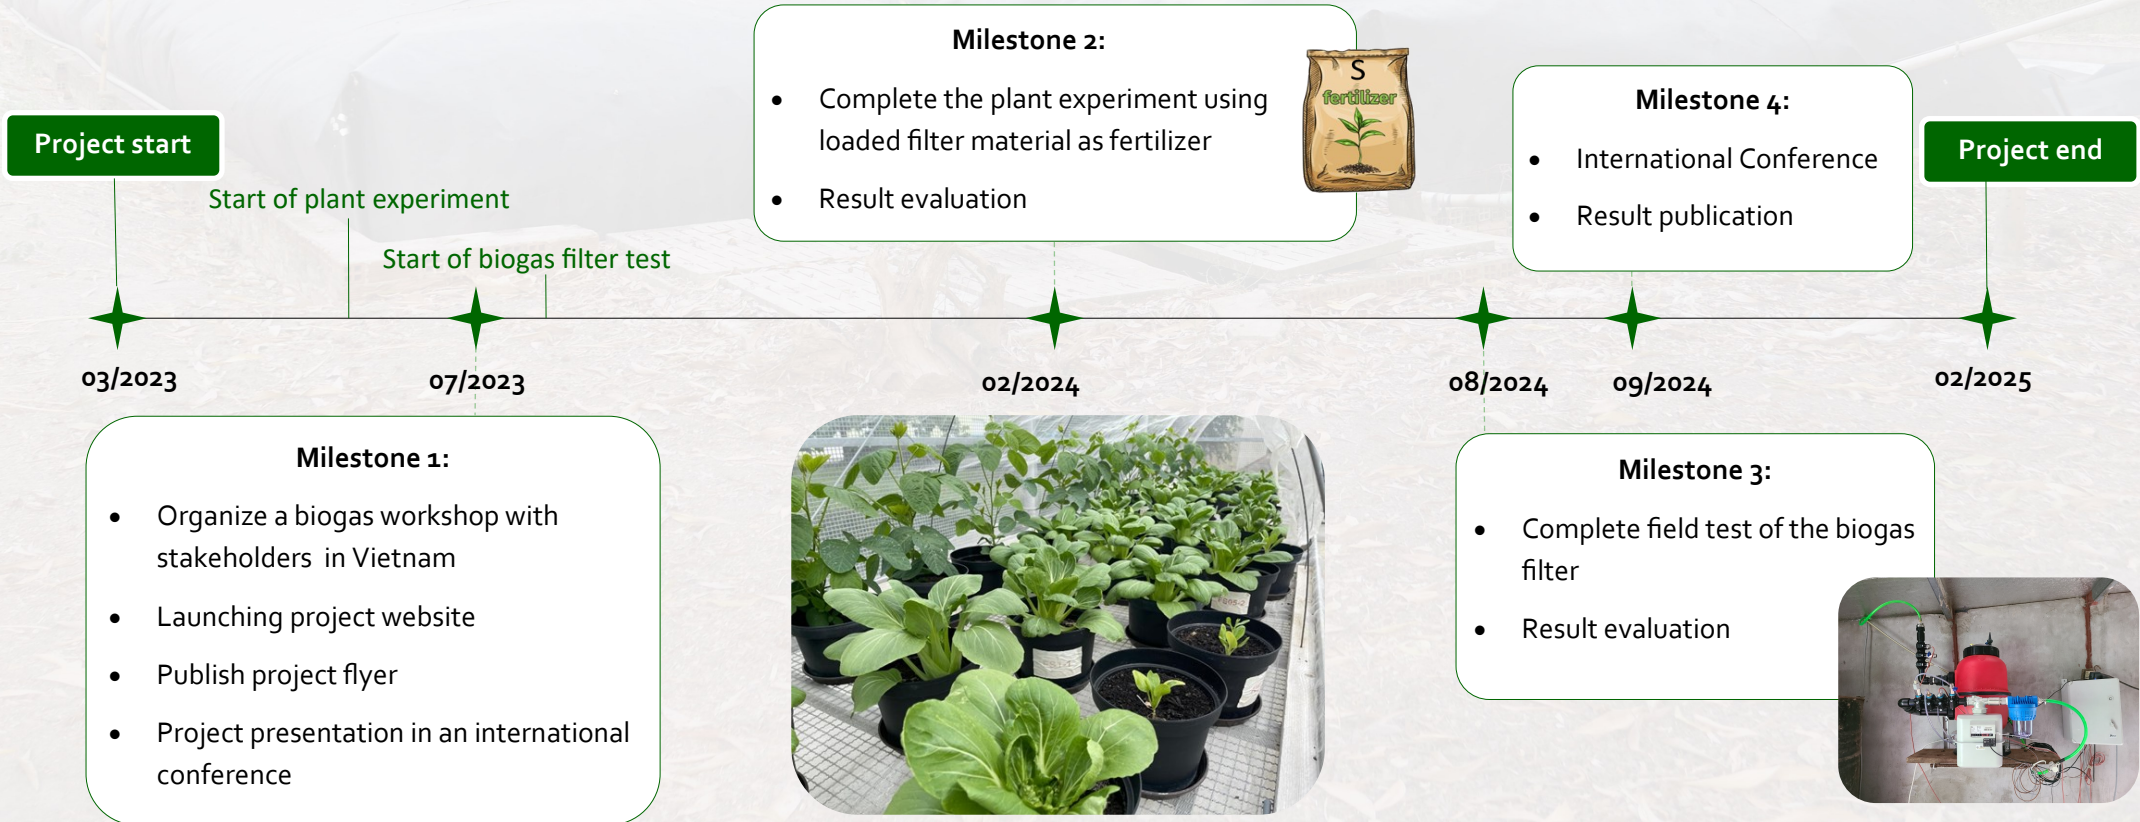 Project start
Start of plant experiment
Start of biogas filter test
Milestone 2:
• Complete the plant experiment using
loaded filter material as fertilizer
• Result evaluation
S
fertilizer
Milestone 4:
• International Conference
• Result publication
Project end
03/2023
07/2023
02/2024
08/2024
09/2024
02/2025
Milestone 1:
• Organize a biogas workshop with
stakeholders in Vietnam
• Launching project website
• Publish project flyer
• Project presentation in an international
conference
Milestone 3:
• Complete field test of the biogas
filter
• Result evaluation